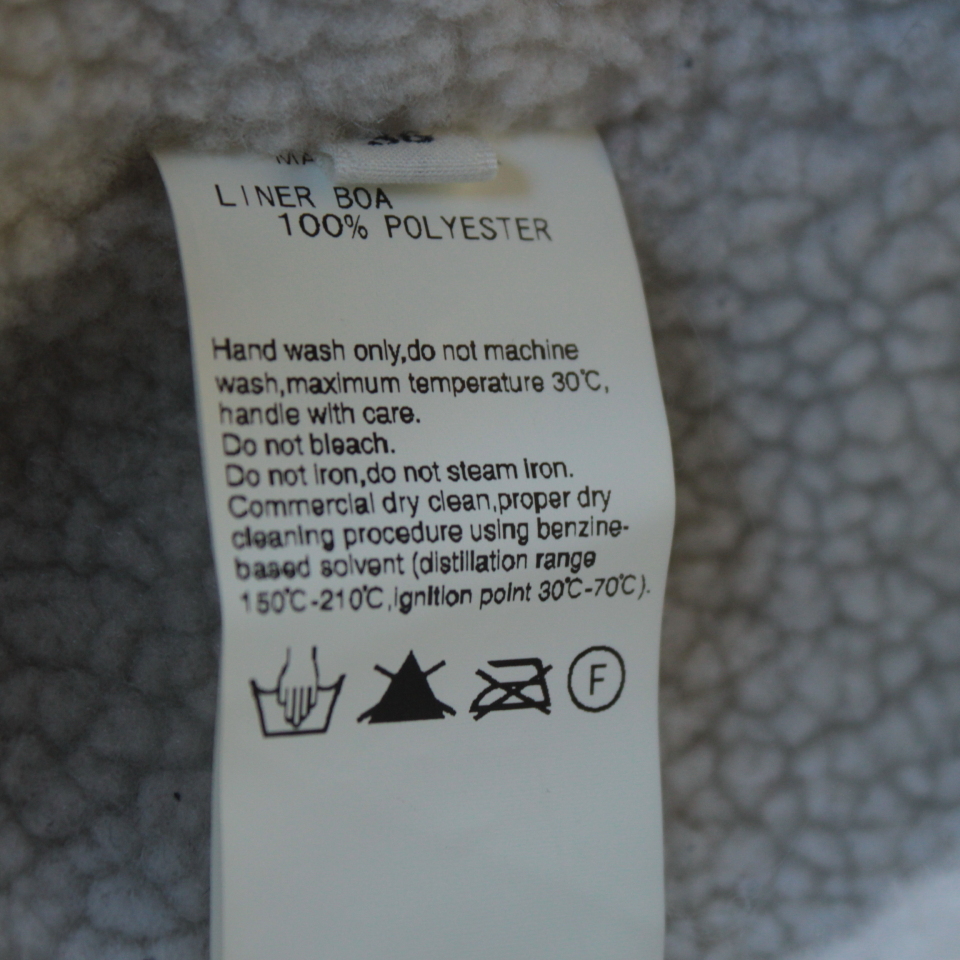 LINER BOA
100% POLYESTER
Hand wash only,do not machine
wash,maximum temperature 30℃,
handle with care.
Do not bleach.
Do not iron,do not steam iron.
Commercial dry clean,proper dry
cleaning procedure using benzine-
based solvent (distillation range
150℃-210℃,ignition point 30℃-70℃).
F